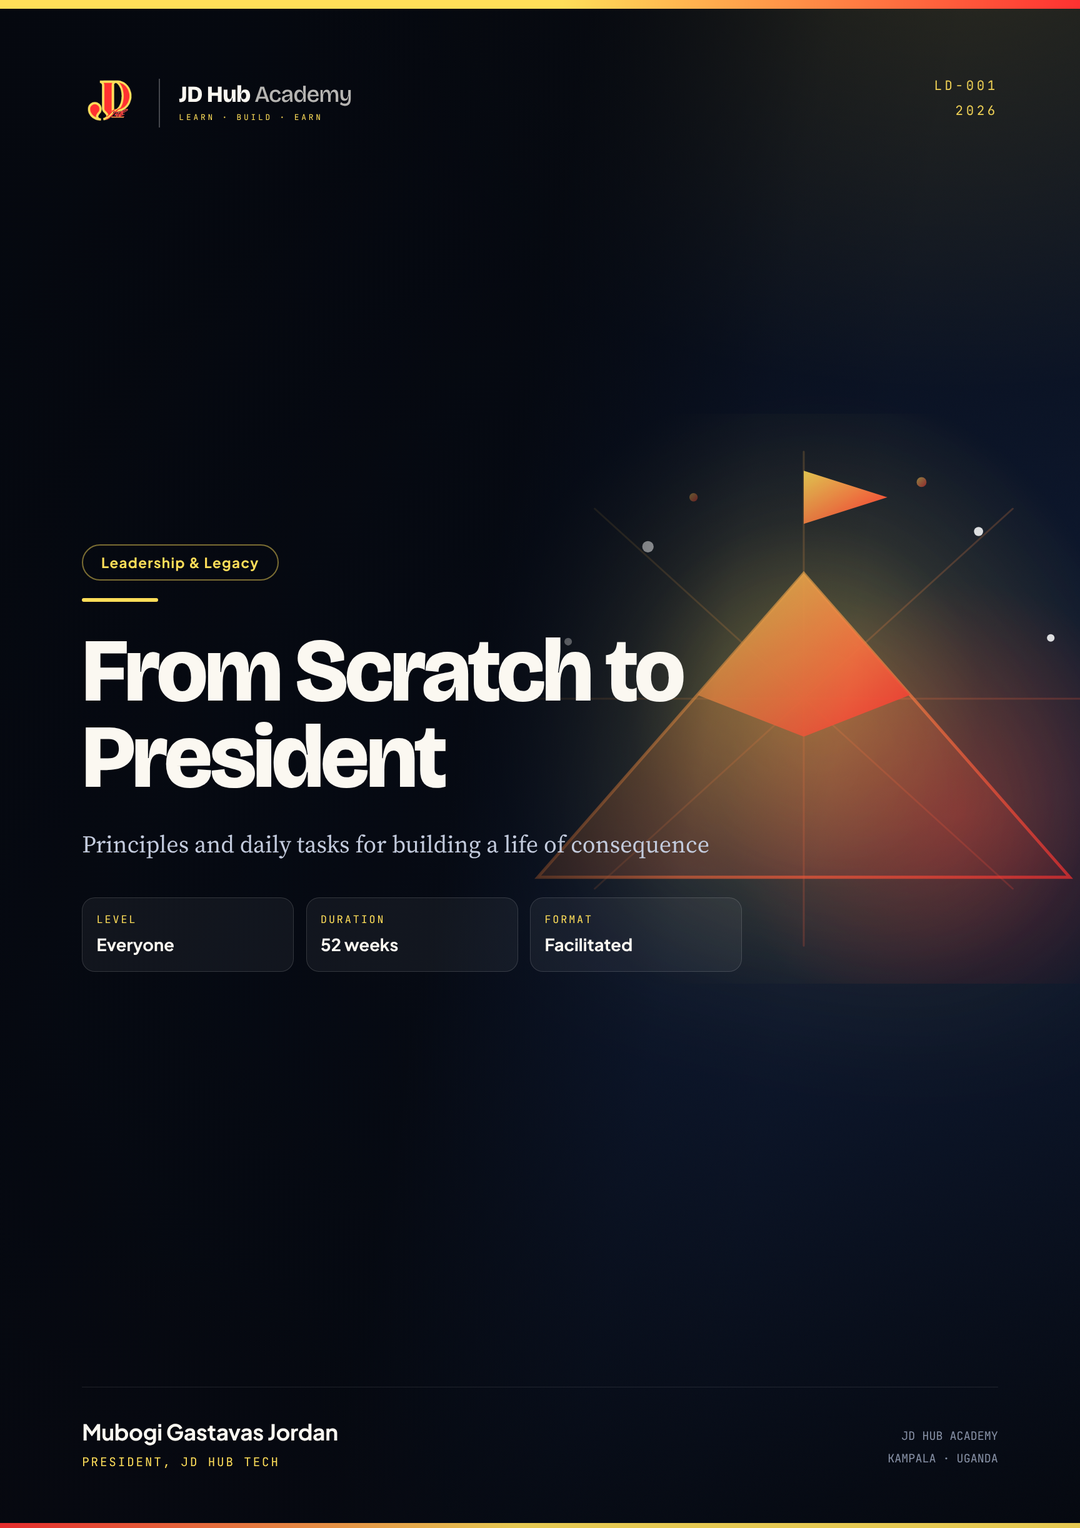 JD Hub Academy
LEARN · BUILD · EARN
LD-001
2026
Leadership & Legacy
From Scratch to
President
Principles and daily tasks for building a life of consequence
LEVEL
Everyone
DURATION
52 weeks
FORMAT
Facilitated
Mubogi Gastavas Jordan
PRESIDENT, JD HUB TECH
JD HUB ACADEMY
KAMPALA · UGANDA